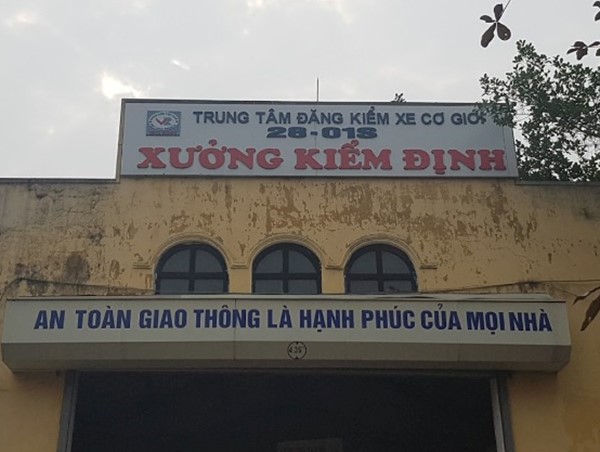 TRUNG TÂM ĐĂNG KIỂM XE CƠ GIỚI
28-01S
XƯỞNG KIỂM ĐỊNH
AN TOÀN GIAO THÔNG LÀ HẠNH PHÚC CỦA MỌI NHÀ